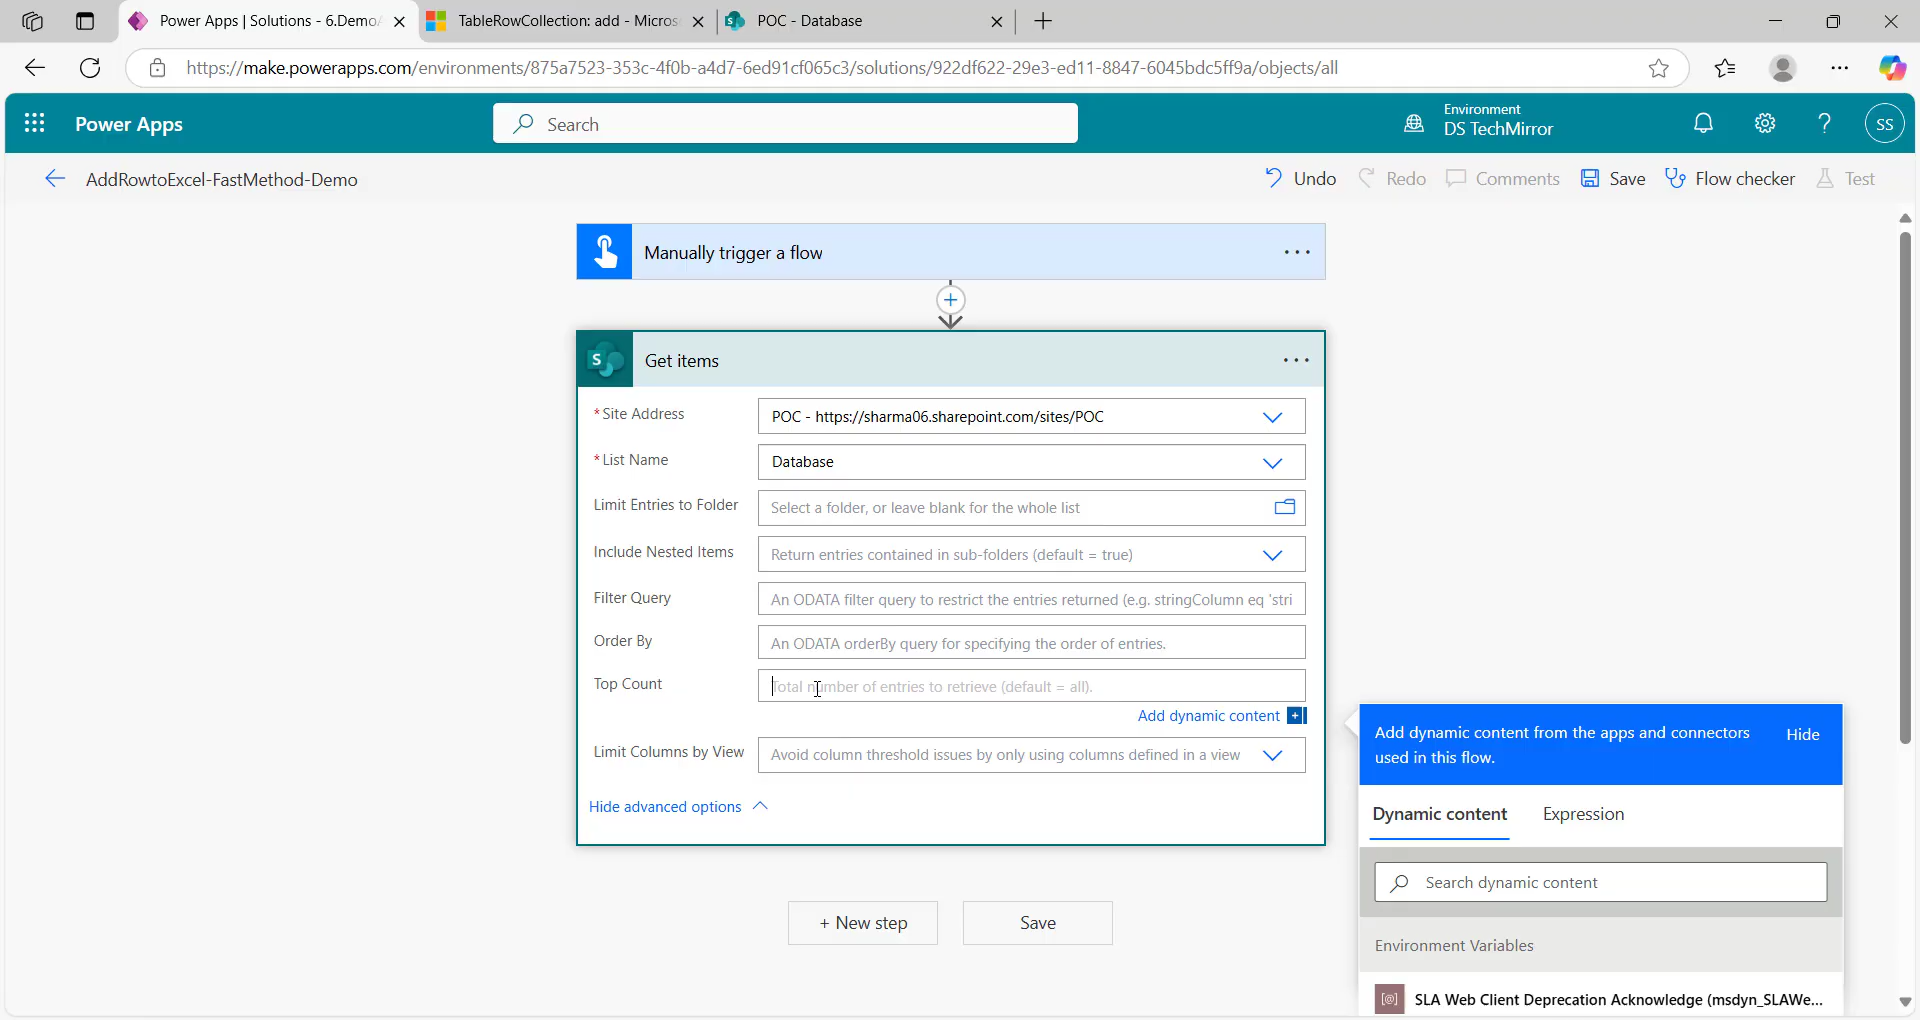 Power Apps | Solutions - 6.Demo
TableRowCollection: add - Micros
POC - Database
https://make.powerapps.com/environments/875a7523-353c-4f0b-a4d7-6ed91cf065c3/solutions/922df622-29e3-ed11-8847-6045bdc5ff9a/objects/all
Power Apps
Search
Environment
DS TechMirror
SS
AddRowtoExcel-FastMethod-Demo
Undo
Redo
Comments
Save
Flow checker
Test
Manually trigger a flow
Get items
* Site Address
POC - https://sharma06.sharepoint.com/sites/POC
* List Name
Database
Limit Entries to Folder
Select a folder, or leave blank for the whole list
Include Nested Items
Return entries contained in sub-folders (default = true)
Filter Query
An ODATA filter query to restrict the entries returned (e.g. stringColumn eq 'stri
Order By
An ODATA orderBy query for specifying the order of entries.
Top Count
Total number of entries to retrieve (default = all).
Add dynamic content
Limit Columns by View
Avoid column threshold issues by only using columns defined in a view
Hide advanced options
+ New step
Save
Add dynamic content from the apps and connectors
used in this flow.
Hide
Dynamic content
Expression
Search dynamic content
Environment Variables
SLA Web Client Deprecation Acknowledge (msdyn_SLAWe...